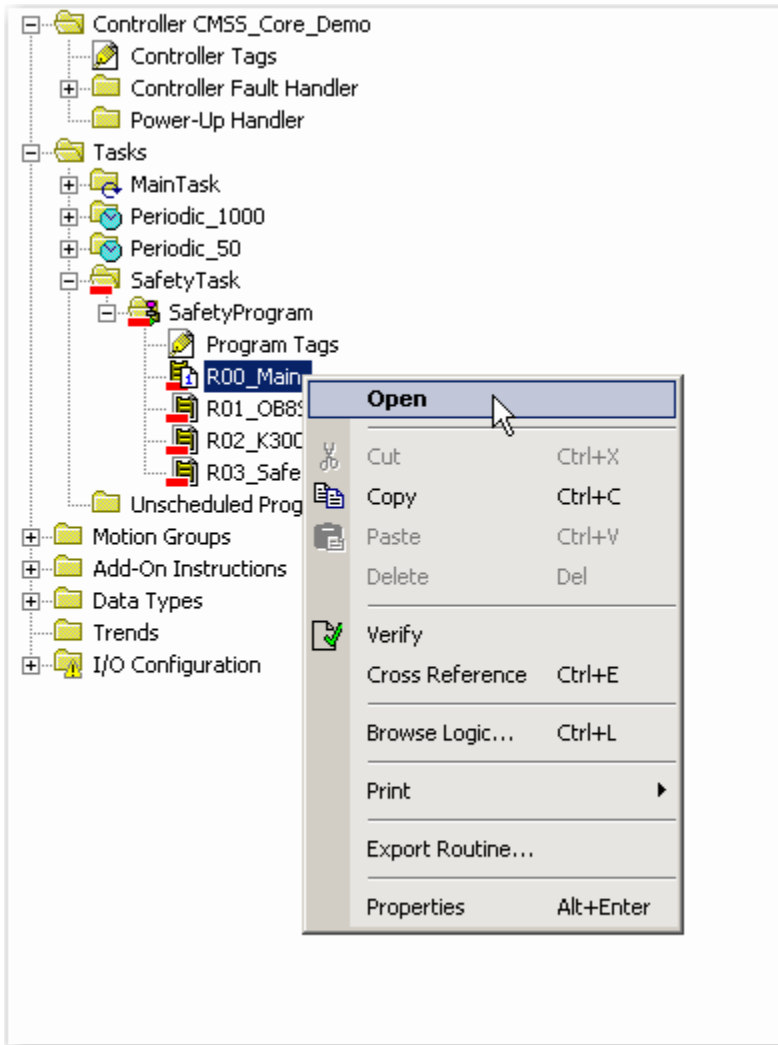 Controller CMSS_Core_Demo
Controller Tags
Controller Fault Handler
Power-Up Handler
Tasks
MainTask
Periodic_1000
Periodic_50
SafetyTask
SafetyProgram
Program Tags
R00_Main
R01_OB8
R02_K300
R03_Safe
Unscheduled Prog
Motion Groups
Add-On Instructions
Data Types
Trends
I/O Configuration
Open
Cut Ctrl+X
Copy Ctrl+C
Paste Ctrl+V
Delete Del
Verify
Cross Reference Ctrl+E
Browse Logic... Ctrl+L
Print
Export Routine...
Properties Alt+Enter